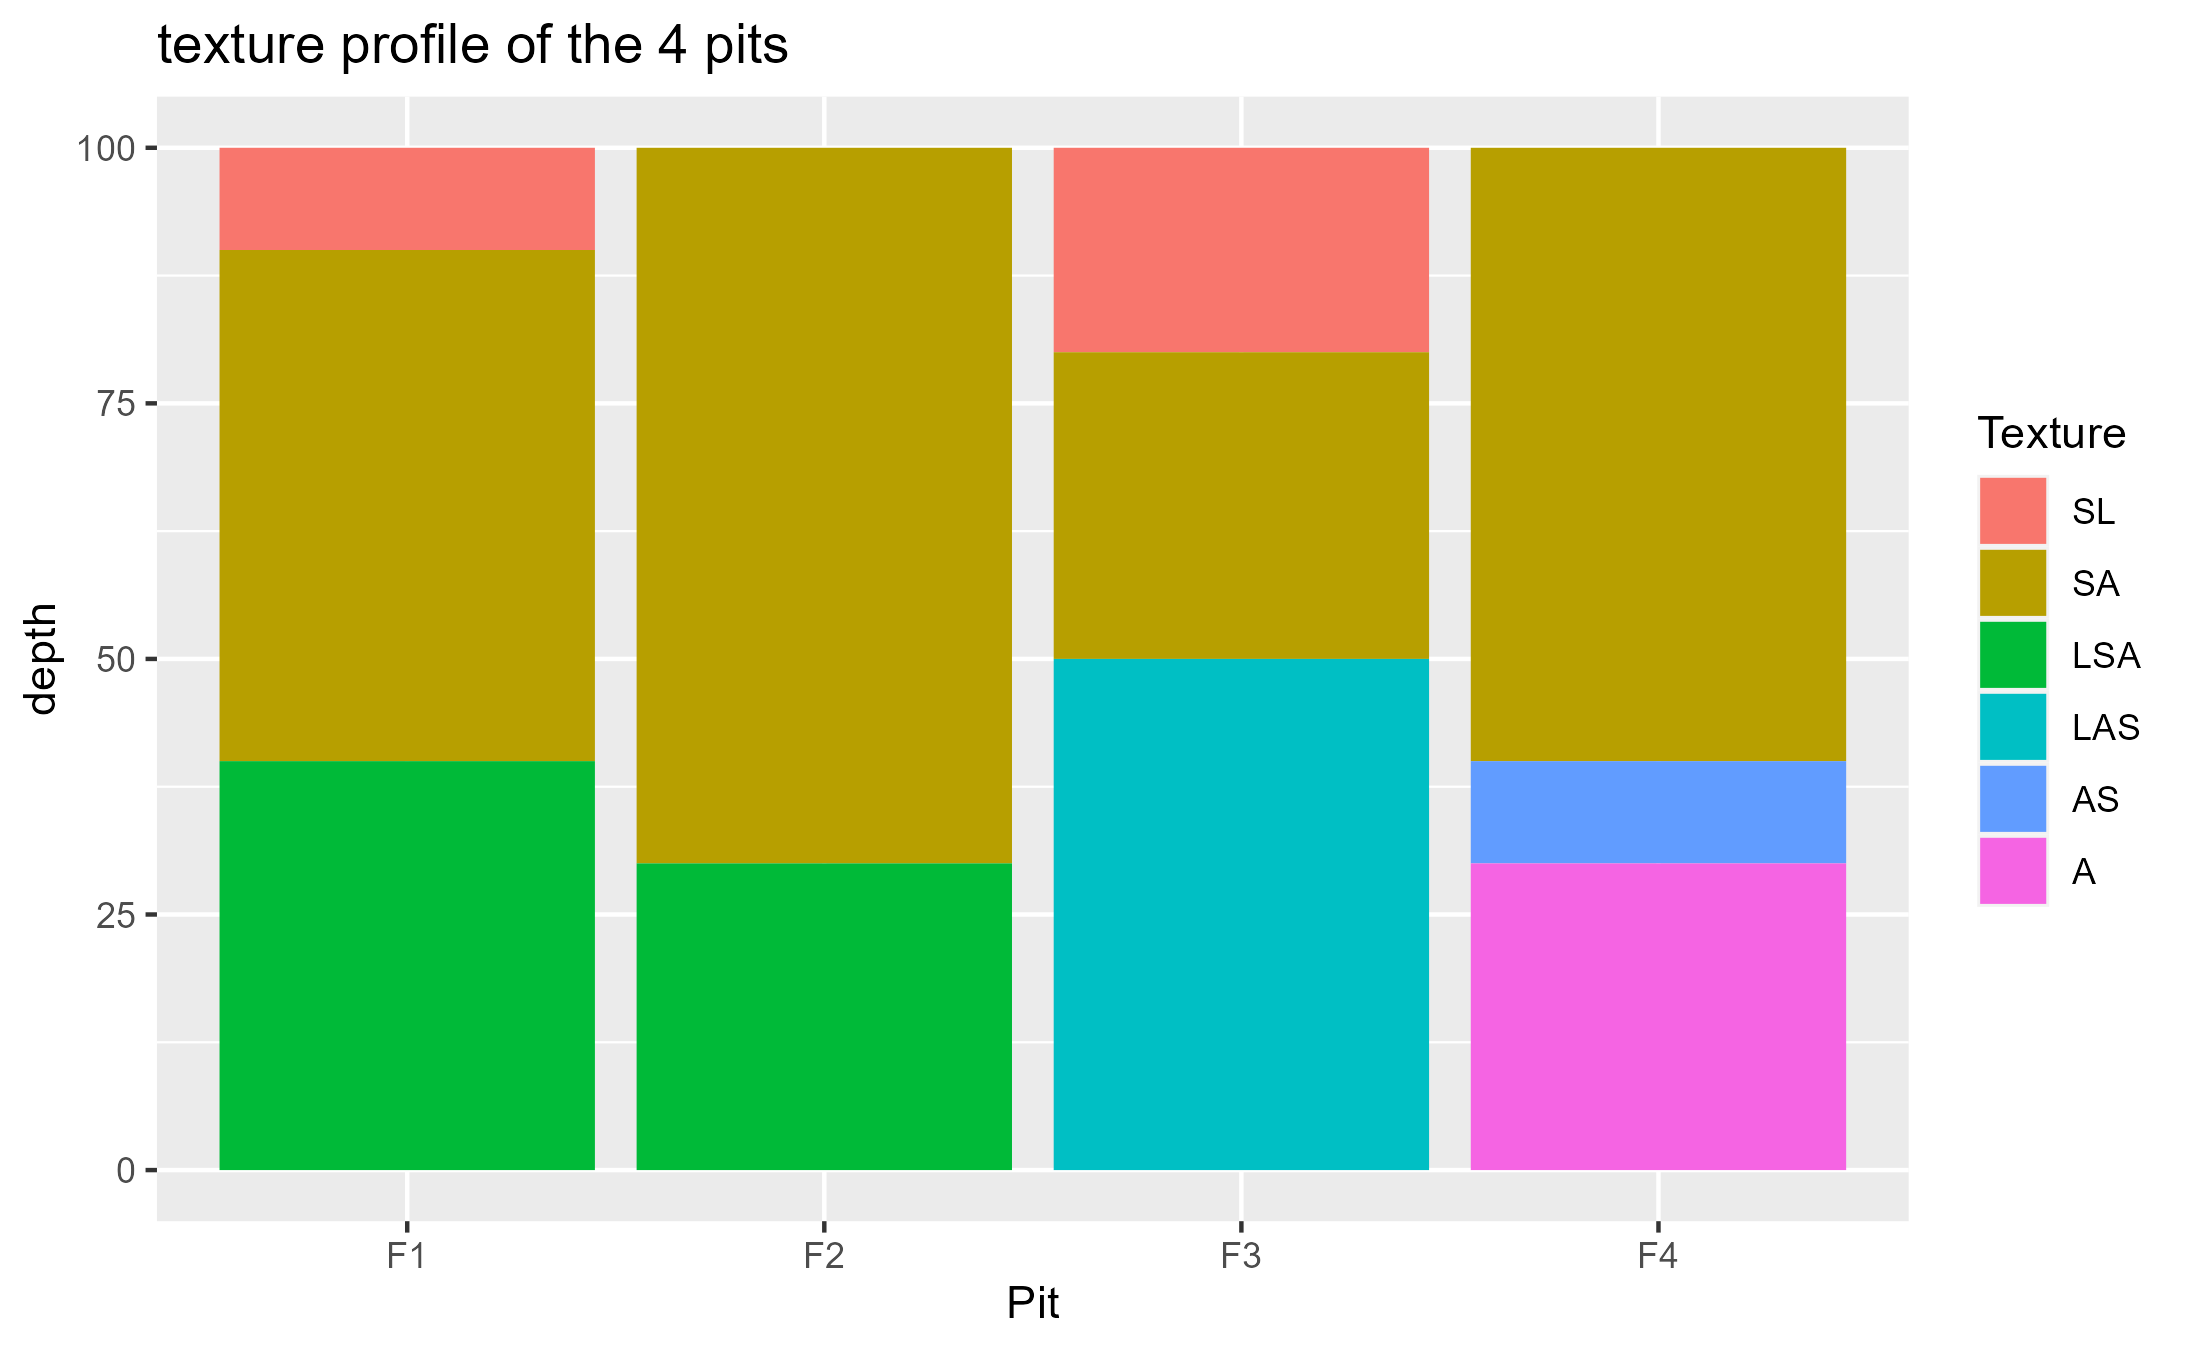 texture profile of the 4 pits
100
75
50
25
0
depth
F1 F2 F3 F4
Pit
Texture
SL
SA
LSA
LAS
AS
A